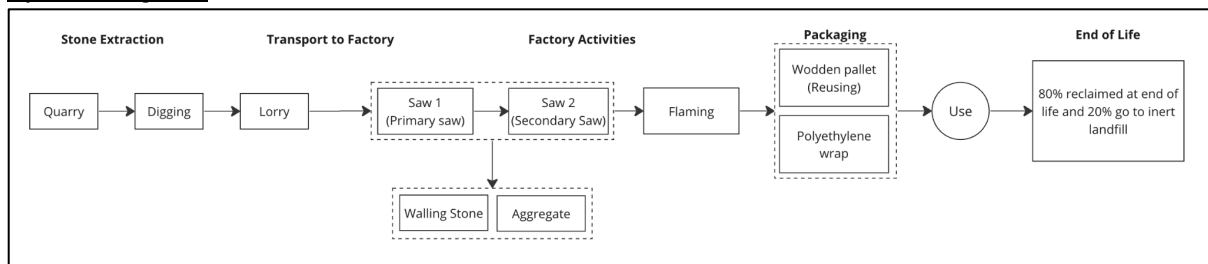 Stone Extraction
Transport to Factory
Factory Activities
Packaging
End of Life
Quarry
Digging
Lorry
Saw 1
(Primary saw)
Saw 2
(Secondary Saw)
Flaming
Wodden pallet
(Reusing)
Polyethylene
wrap
Use
80% reclaimed at end of
life and 20% go to inert
landfill
Walling Stone
Aggregate